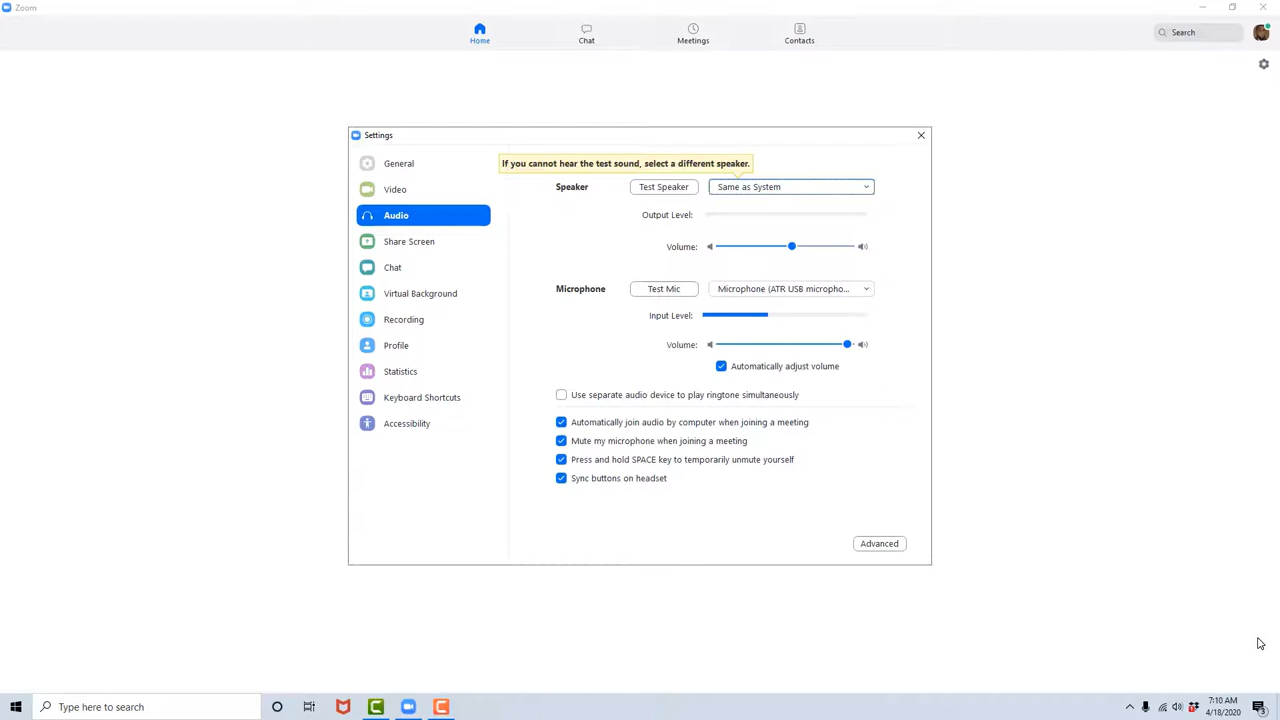 Zoom
Home
Chat
Meetings
Contacts
Search
Settings
General
Video
Audio
Share Screen
Chat
Virtual Background
Recording
Profile
Statistics
Keyboard Shortcuts
Accessibility
If you cannot hear the test sound, select a different speaker.
Speaker Test Speaker Same as System
Output Level:
Volume:
Microphone Test Mic Microphone (ATR USB micropho...
Input Level:
Volume:
Automatically adjust volume
Use separate audio device to play ringtone simultaneously
Automatically join audio by computer when joining a meeting
Mute my microphone when joining a meeting
Press and hold SPACE key to temporarily unmute yourself
Sync buttons on headset
Advanced
Type here to search
7:10 AM
4/18/2020
3